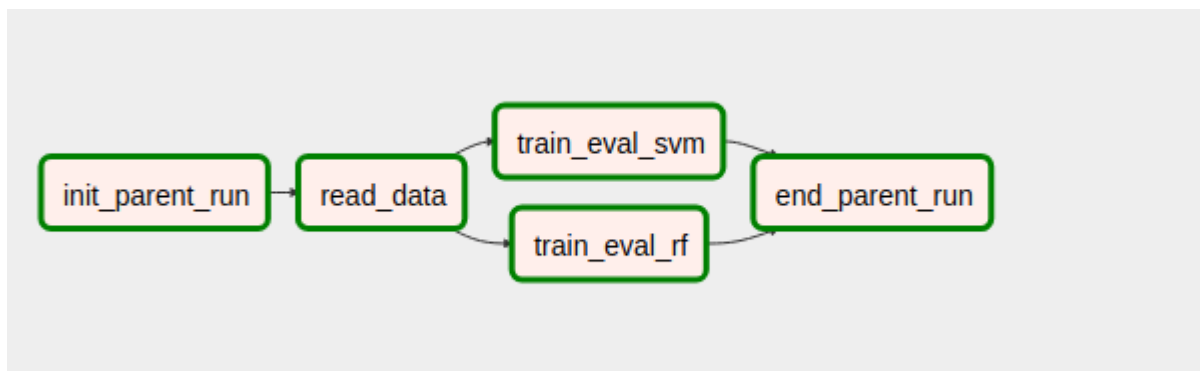 init_parent_run
read_data
train_eval_svm
train_eval_rf
end_parent_run